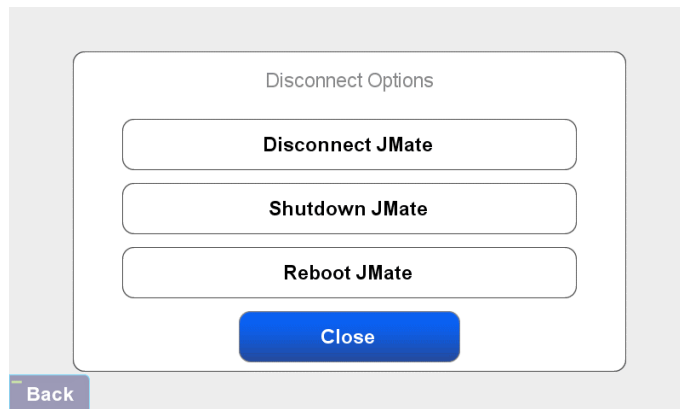 Disconnect Options
Disconnect JMate
Shutdown JMate
Reboot JMate
Close
Back